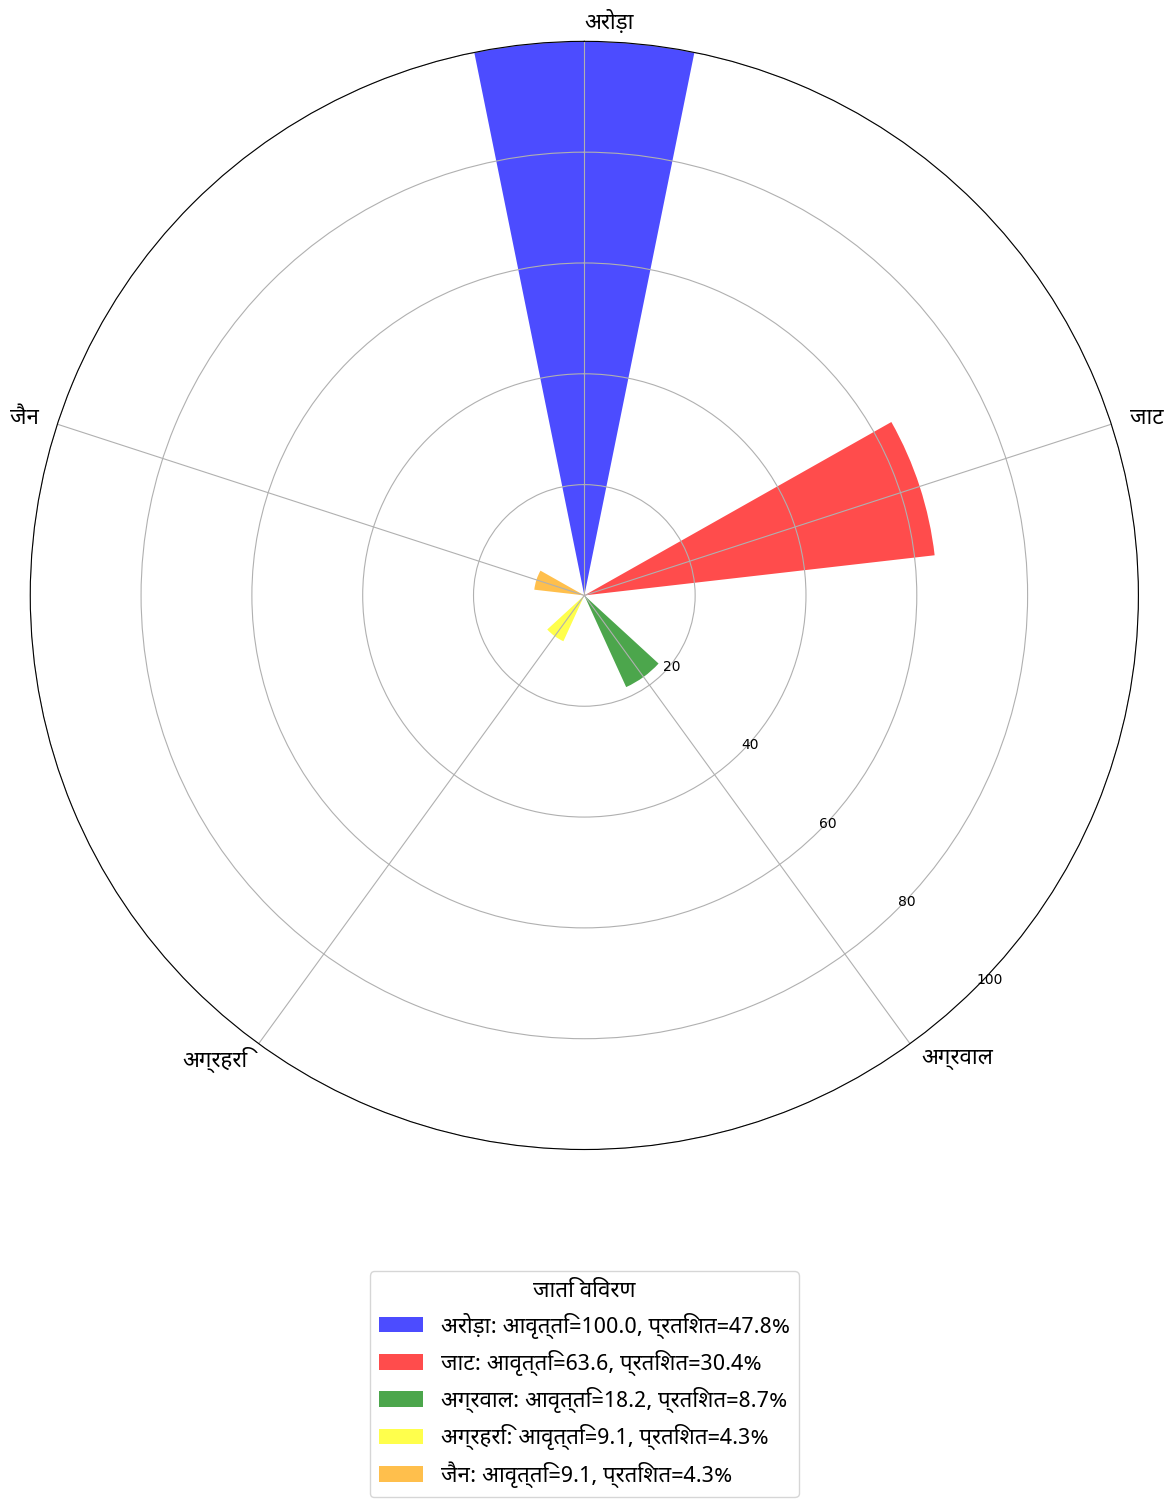 अरोड़ा
जैन
जाट
20
40
60
80
100
अग्रहरि
अग्रवाल
जाति विवरण
अरोड़ा: आवृत्ति=100.0, प्रतिशत=47.8%
जाट: आवृत्ति=63.6, प्रतिशत=30.4%
अग्रवाल: आवृत्ति=18.2, प्रतिशत=8.7%
अग्रहरि: आवृत्ति=9.1, प्रतिशत=4.3%
जैन: आवृत्ति=9.1, प्रतिशत=4.3%